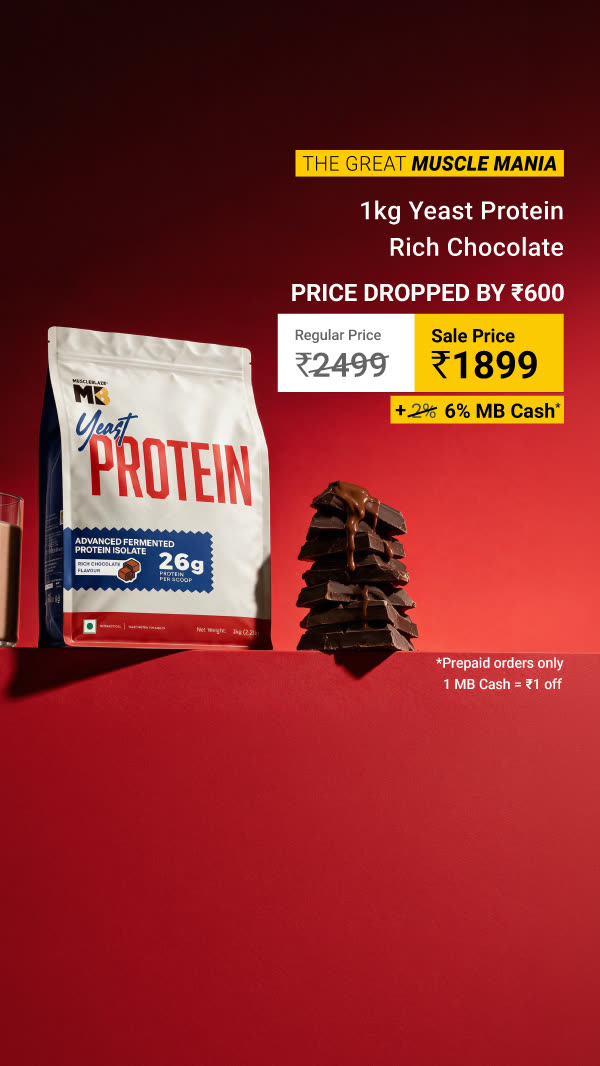 THE GREAT MUSCLE MANIA
1kg Yeast Protein
Rich Chocolate
PRICE DROPPED BY ₹600
Regular Price
₹2499
Sale Price
₹1899
+ 2% 6% MB Cash*
MUSCLEBLAZE
MB
Yeast
PROTEIN
ADVANCED FERMENTED
PROTEIN ISOLATE
RICH CHOCOLATE
FLAVOUR
26g
PROTEIN
PER SCOOP
Net Weight: 1kg
*Prepaid orders only
1 MB Cash = ₹1 off